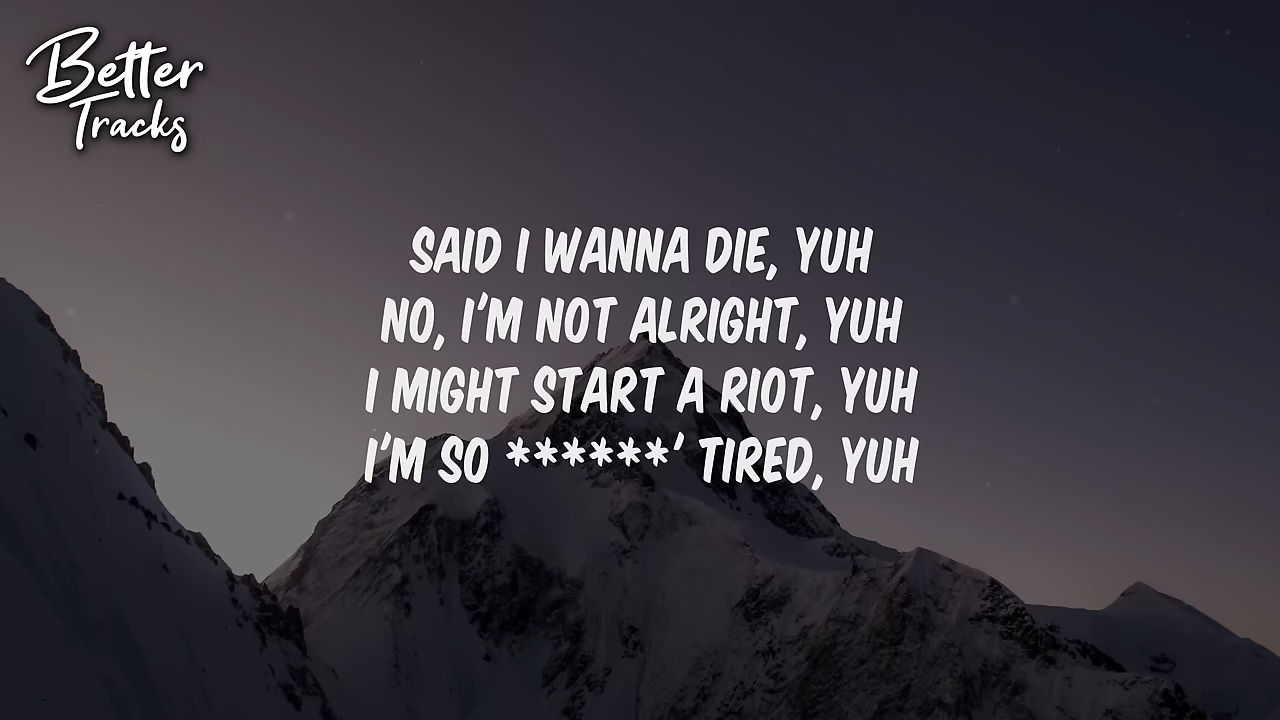 Better
Tracks
SAID I WANNA DIE, YUH
NO, I'M NOT ALRIGHT, YUH
I MIGHT START A RIOT, YUH
I'M SO ******' TIRED, YUH